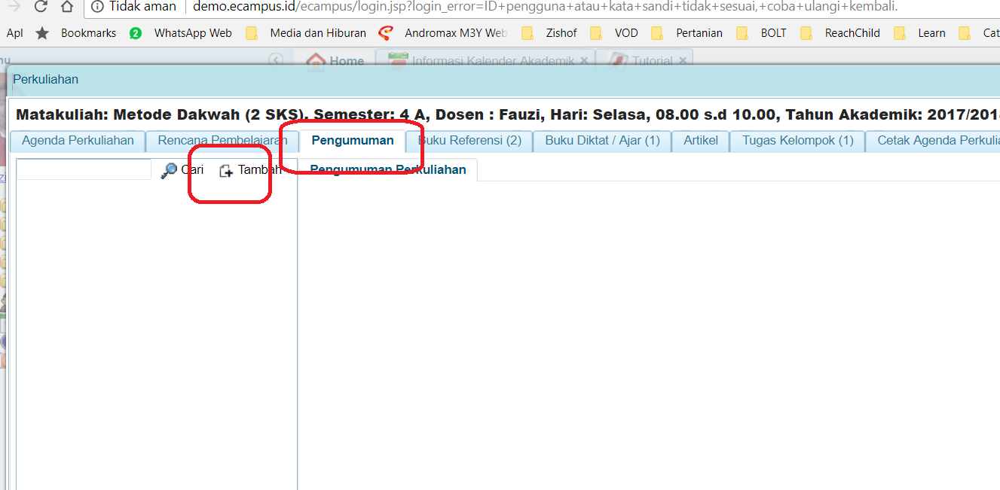 Tidak aman demo.ecampus.id/ecampus/login.jsp?login_error=ID+pengguna+atau+kata+sandi+tidak+sesuai,+coba+ulangi+kembali.
Apl Bookmarks 2 WhatsApp Web Media dan Hiburan Andromax M3Y Web Zishof VOD Pertanian BOLT ReachChild Learn Cat
nu Home Informasi Kalender Akademik Tutorial
Perkuliahan
Matakuliah: Metode Dakwah (2 SKS), Semester: 4 A, Dosen : Fauzi, Hari: Selasa, 08.00 s.d 10.00, Tahun Akademik: 2017/2018
Agenda Perkuliahan Rencana Pembelajaran Pengumuman Buku Referensi (2) Buku Diktat / Ajar (1) Artikel Tugas Kelompok (1) Cetak Agenda Perkulia
Cari Tambah Pengumuman Perkuliahan
zi